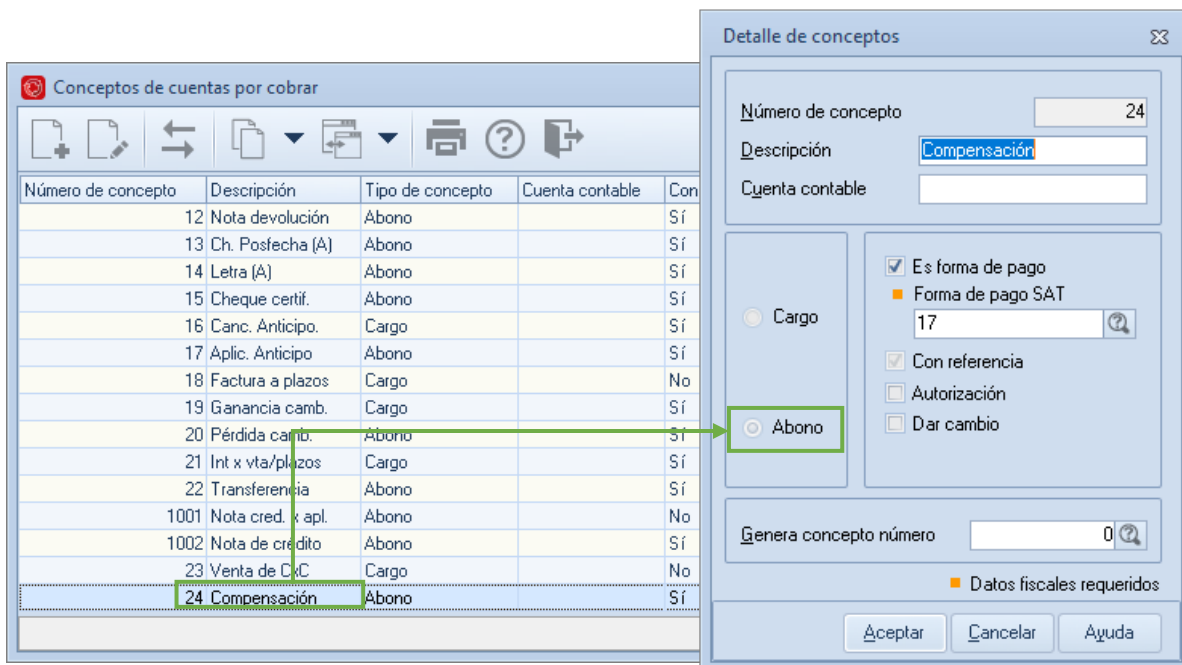 Conceptos de cuentas por cobrar
Número de concepto Descripción Tipo de concepto Cuenta contable Con
12 Nota devolución Abono Sí
13 Ch. Posfecha (A) Abono Sí
14 Letra (A) Abono Sí
15 Cheque certif. Abono Sí
16 Canc. Anticipo. Cargo Sí
17 Aplic. Anticipo Abono Sí
18 Factura a plazos Cargo No
19 Ganancia camb. Cargo Sí
20 Pérdida camb. Abono Sí
21 Int x vta/plazos Cargo Sí
22 Transferencia Abono Sí
1001 Nota cred. x apl. Abono No
1002 Nota de crédito Abono Sí
23 Venta de CxC Cargo No
24 Compensación Abono Sí
Detalle de conceptos
Número de concepto 24
Descripción Compensación
Cuenta contable
Cargo
Abono
Es forma de pago
Forma de pago SAT
17
Con referencia
Autorización
Dar cambio
Genera concepto número 0
Datos fiscales requeridos
Aceptar Cancelar Ayuda